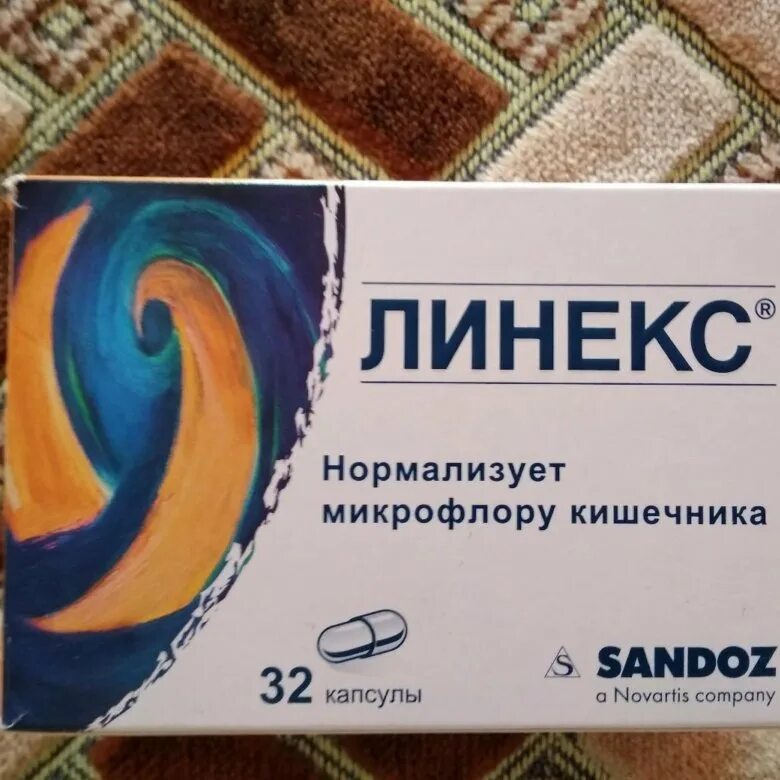 ЛИНЕКС®
Нормализует
микрофлору кишечника
32 капсулы
S SANDOZ
a Novartis company